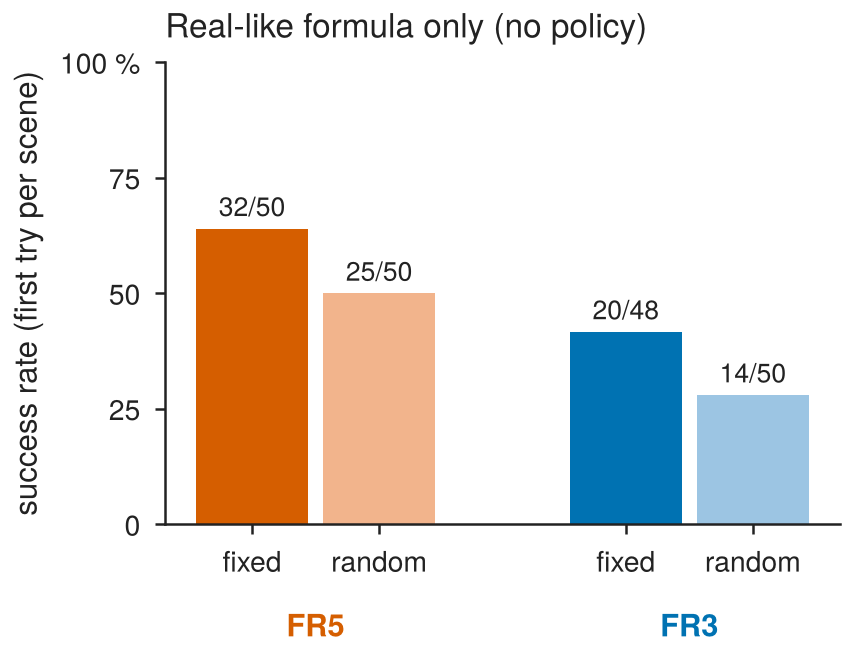 Real-like formula only (no policy)
success rate (first try per scene)
100 %
75
50
25
0
32/50
25/50
20/48
14/50
fixed
random
fixed
random
FR5
FR3